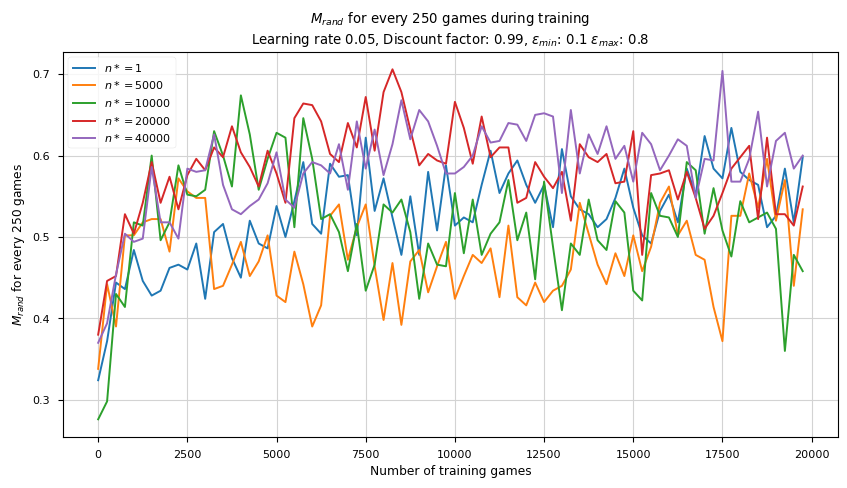 M_rand for every 250 games during training
Learning rate 0.05, Discount factor: 0.99, ε_min: 0.1 ε_max: 0.8
n* = 1
n* = 5000
n* = 10000
n* = 20000
n* = 40000
0.7
0.6
0.5
0.4
0.3
M_rand for every 250 games
0 2500 5000 7500 10000 12500 15000 17500 20000
Number of training games